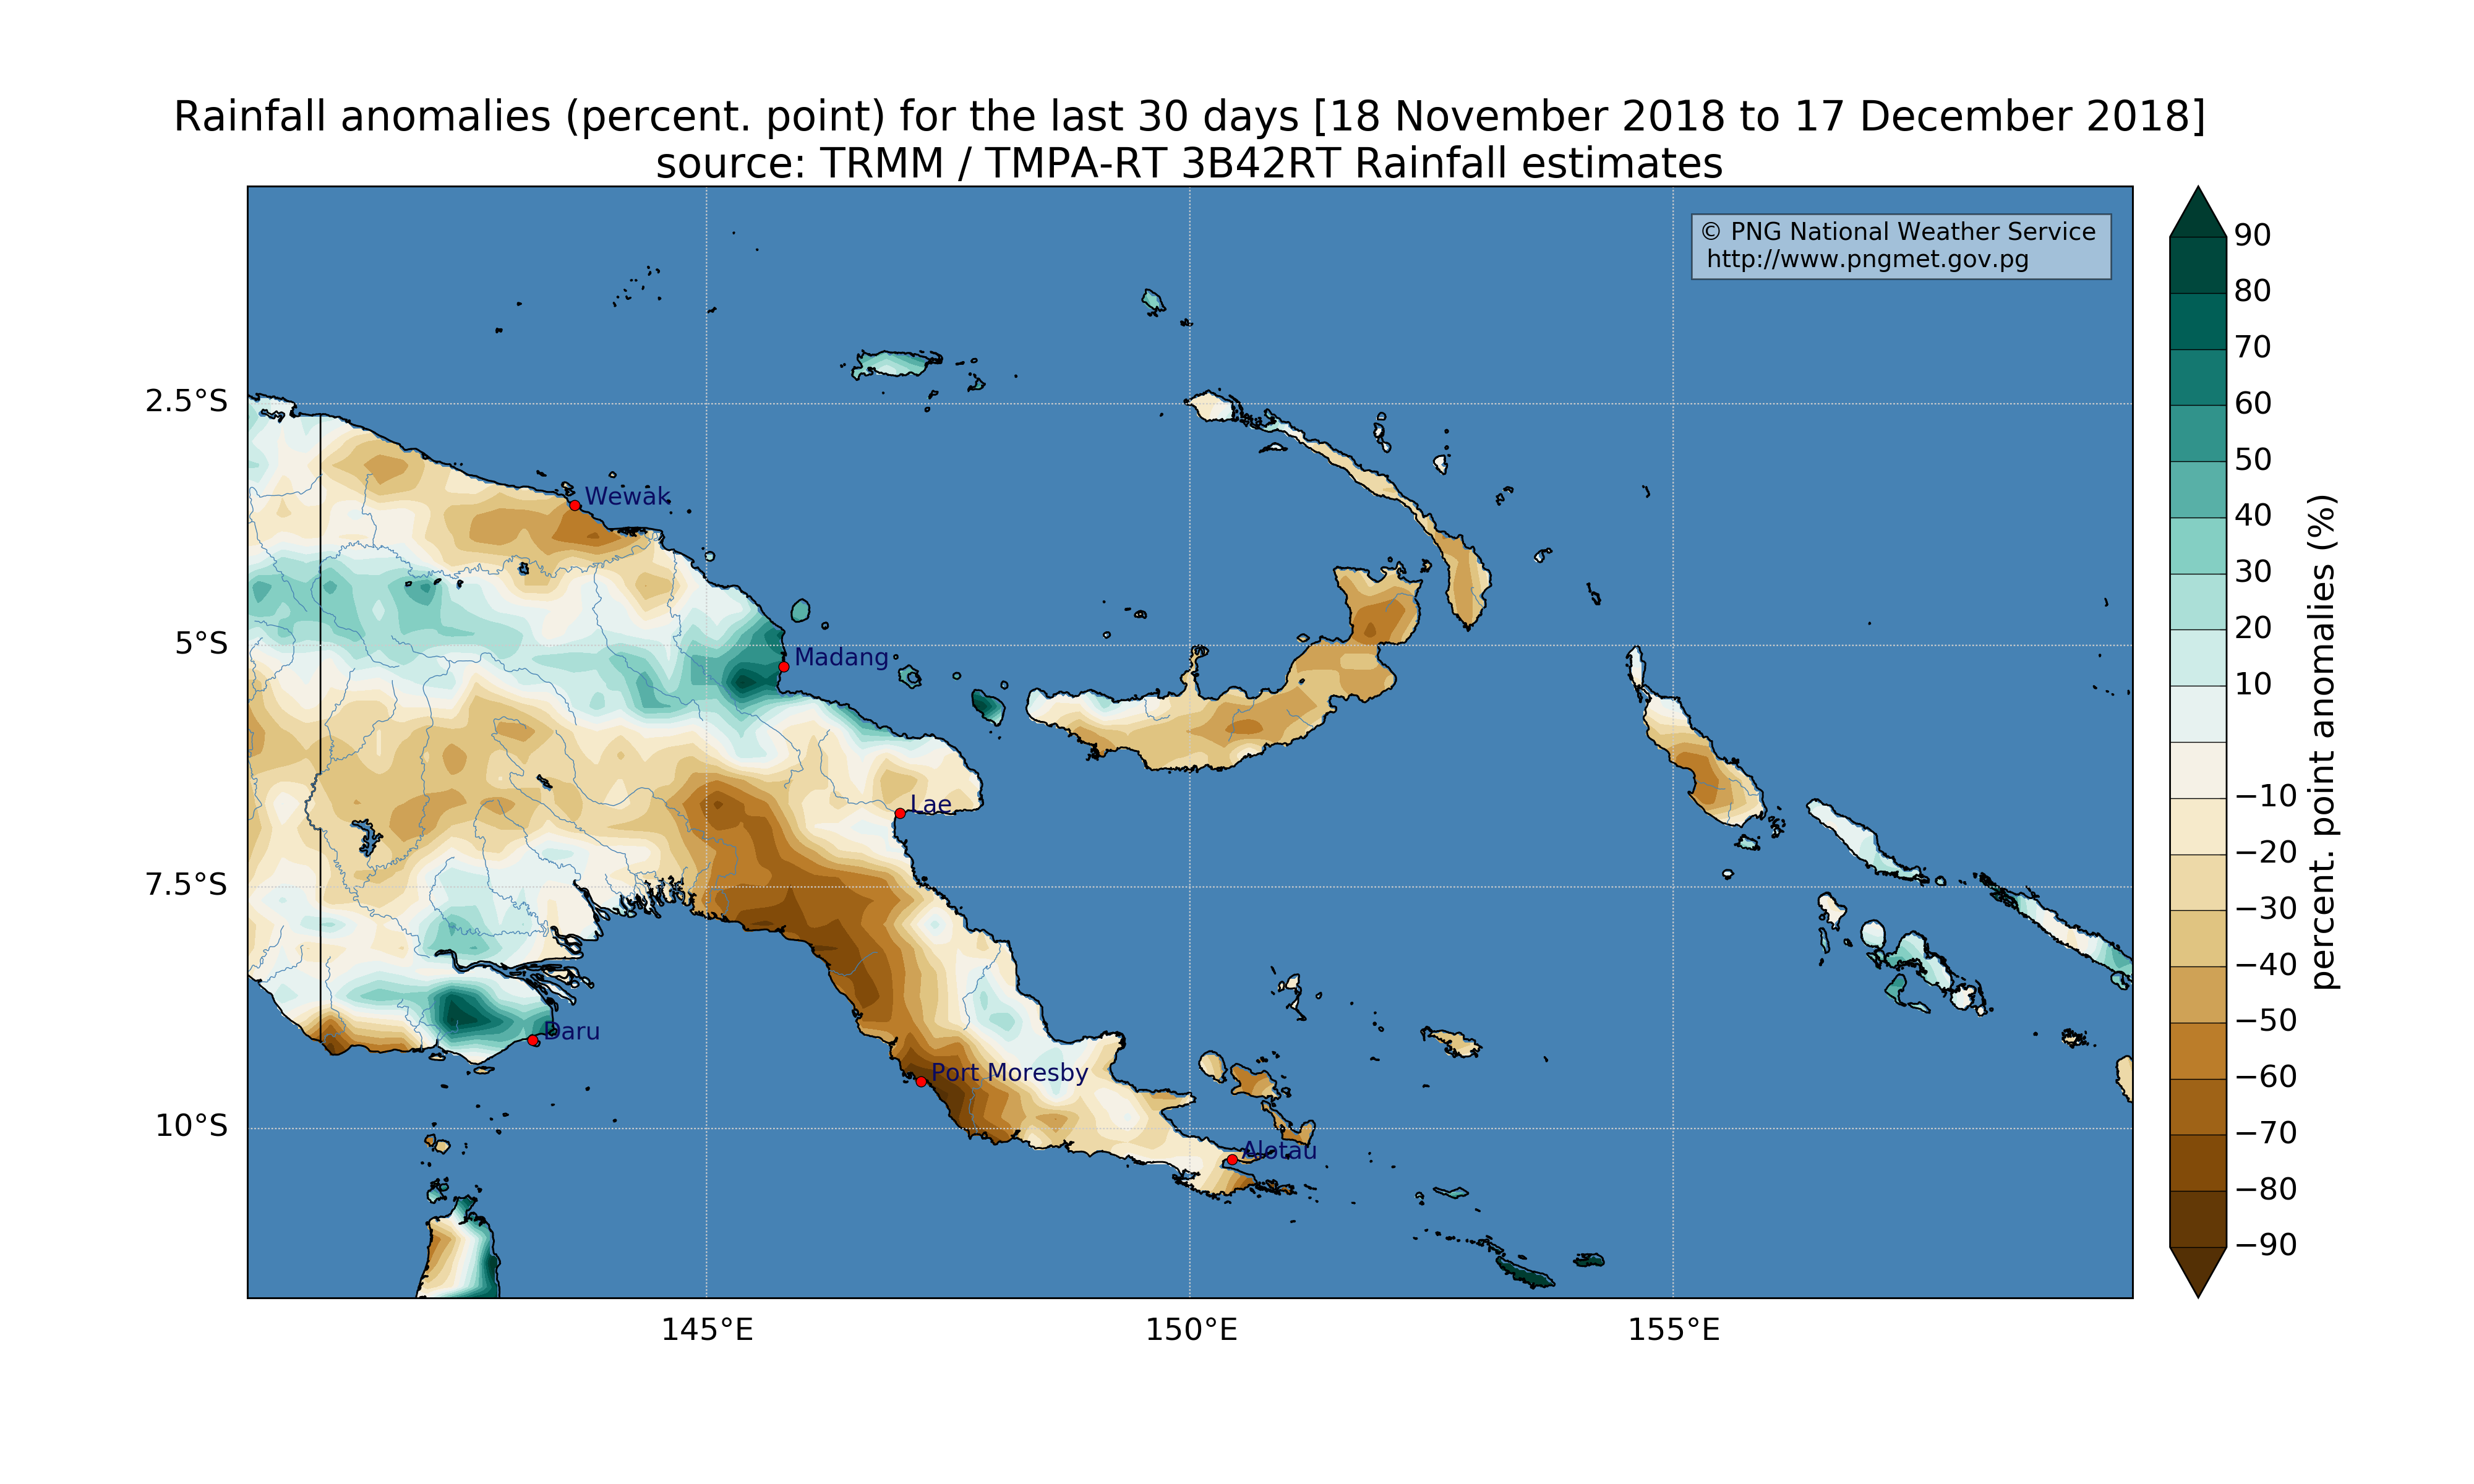 Rainfall anomalies (percent. point) for the last 30 days [18 November 2018 to 17 December 2018]
source: TRMM / TMPA-RT 3B42RT Rainfall estimates
© PNG National Weather Service
http://www.pngmet.gov.pg
2.5°S
5°S
7.5°S
10°S
Wewak
Madang
Lae
Daru
Port Moresby
Alotau
145°E
150°E
155°E
90
80
70
60
50
40
30
20
10
−10
−20
−30
−40
−50
−60
−70
−80
−90
percent. point anomalies (%)